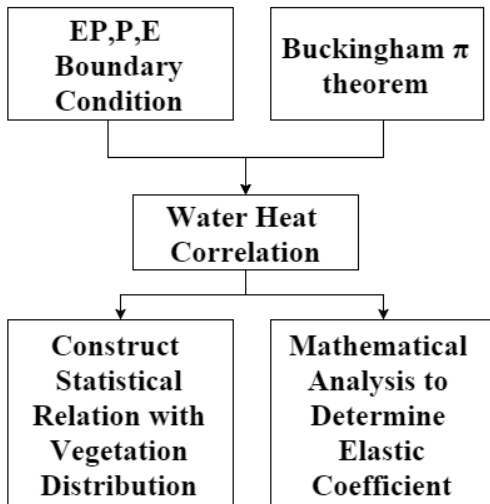 EP,P,E
Boundary
Condition
Buckingham π
theorem
Water Heat
Correlation
Construct
Statistical
Relation with
Vegetation
Distribution
Mathematical
Analysis to
Determine
Elastic
Coefficient